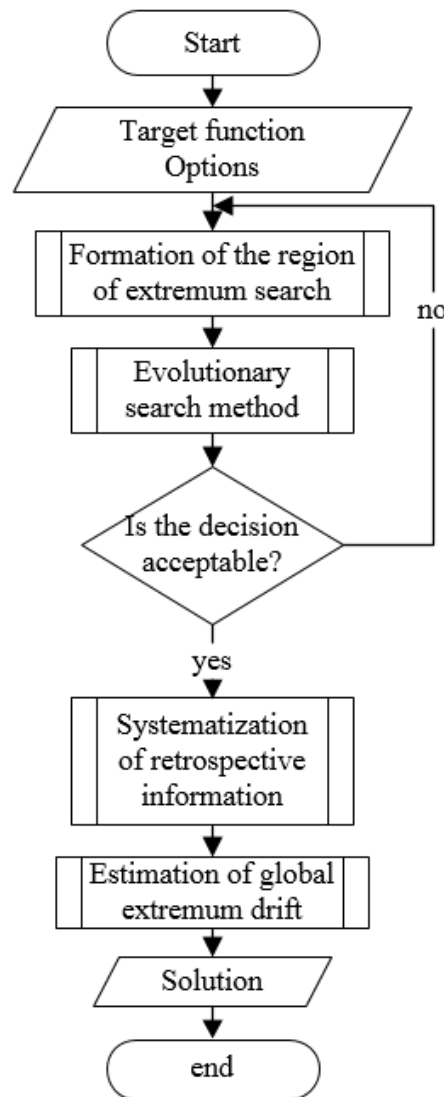 Start
Target function
Options
Formation of the region
of extremum search
no
Evolutionary
search method
Is the decision
acceptable?
yes
Systematization
of retrospective
information
Estimation of global
extremum drift
Solution
end